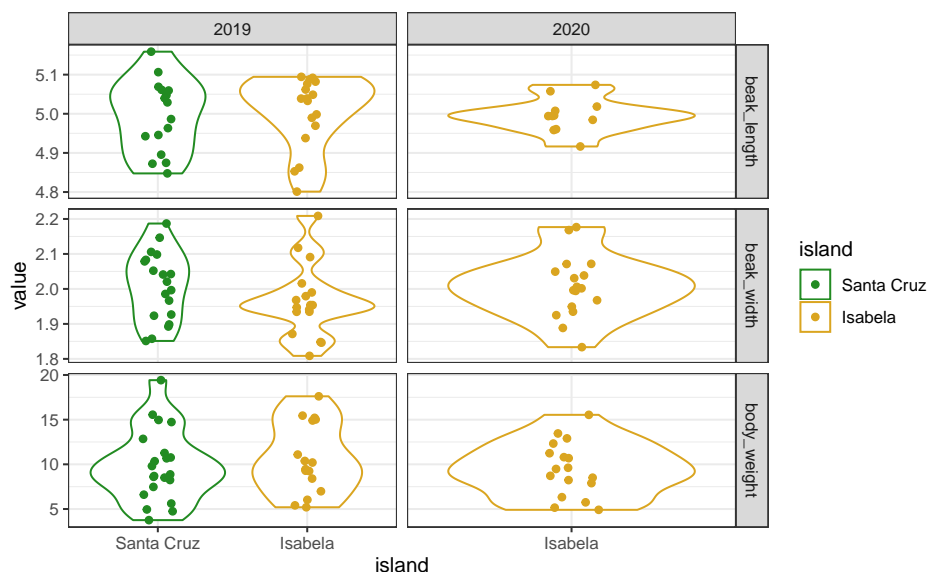 2019
2020
value
5.1
5.0
4.9
4.8
beak_length
2.2
2.1
2.0
1.9
1.8
beak_width
20
15
10
5
body_weight
Santa Cruz
Isabela
Isabela
island
island
Santa Cruz
Isabela